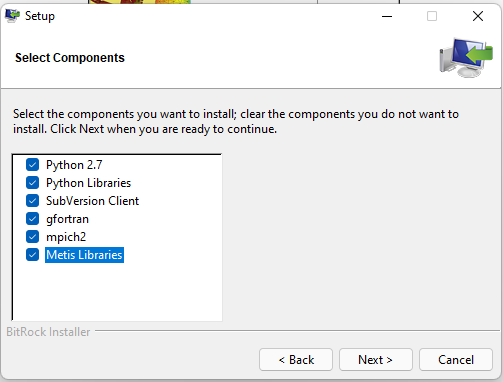 Setup
Select Components
Select the components you want to install; clear the components you do not want to
install. Click Next when you are ready to continue.
Python 2.7
Python Libraries
SubVersion Client
gfortran
mpich2
Metis Libraries
BitRock Installer
< Back
Next >
Cancel